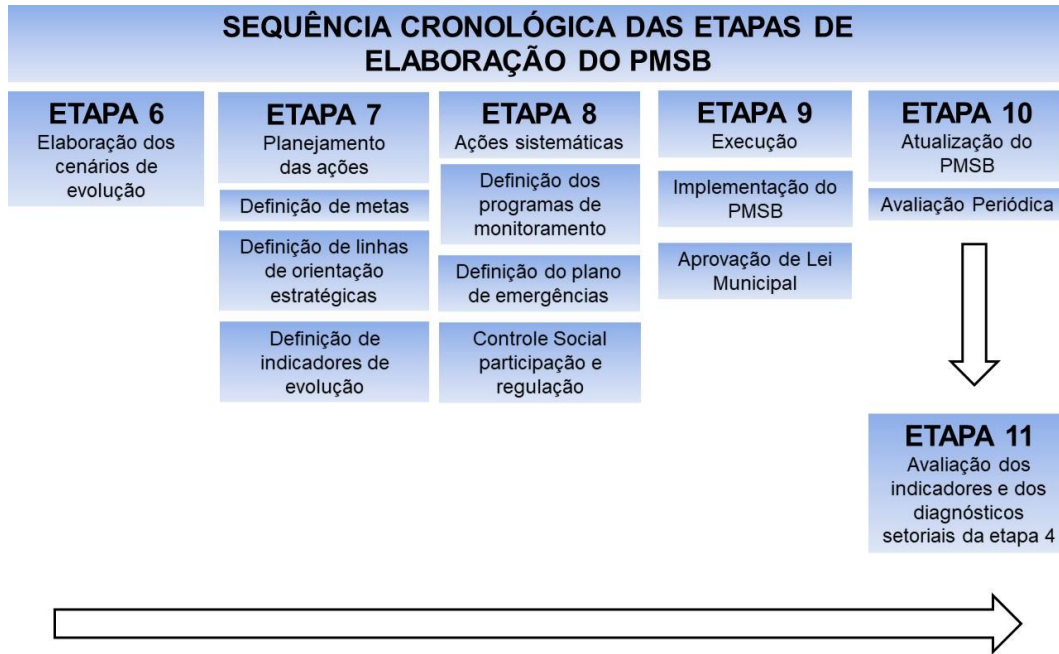 SEQUÊNCIA CRONOLÓGICA DAS ETAPAS DE
ELABORAÇÃO DO PMSB
ETAPA 6
Elaboração dos
cenários de
evolução
ETAPA 7
Planejamento
das ações
Definição de metas
Definição de linhas
de orientação
estratégicas
Definição de
indicadores de
evolução
ETAPA 8
Ações sistemáticas
Definição dos
programas de
monitoramento
Definição do plano
de emergências
Controle Social
participação e
regulação
ETAPA 9
Execução
Implementação do
PMSB
Aprovação de Lei
Municipal
ETAPA 10
Atualização do
PMSB
Avaliação Periódica
ETAPA 11
Avaliação dos
indicadores e dos
diagnósticos
setoriais da etapa 4